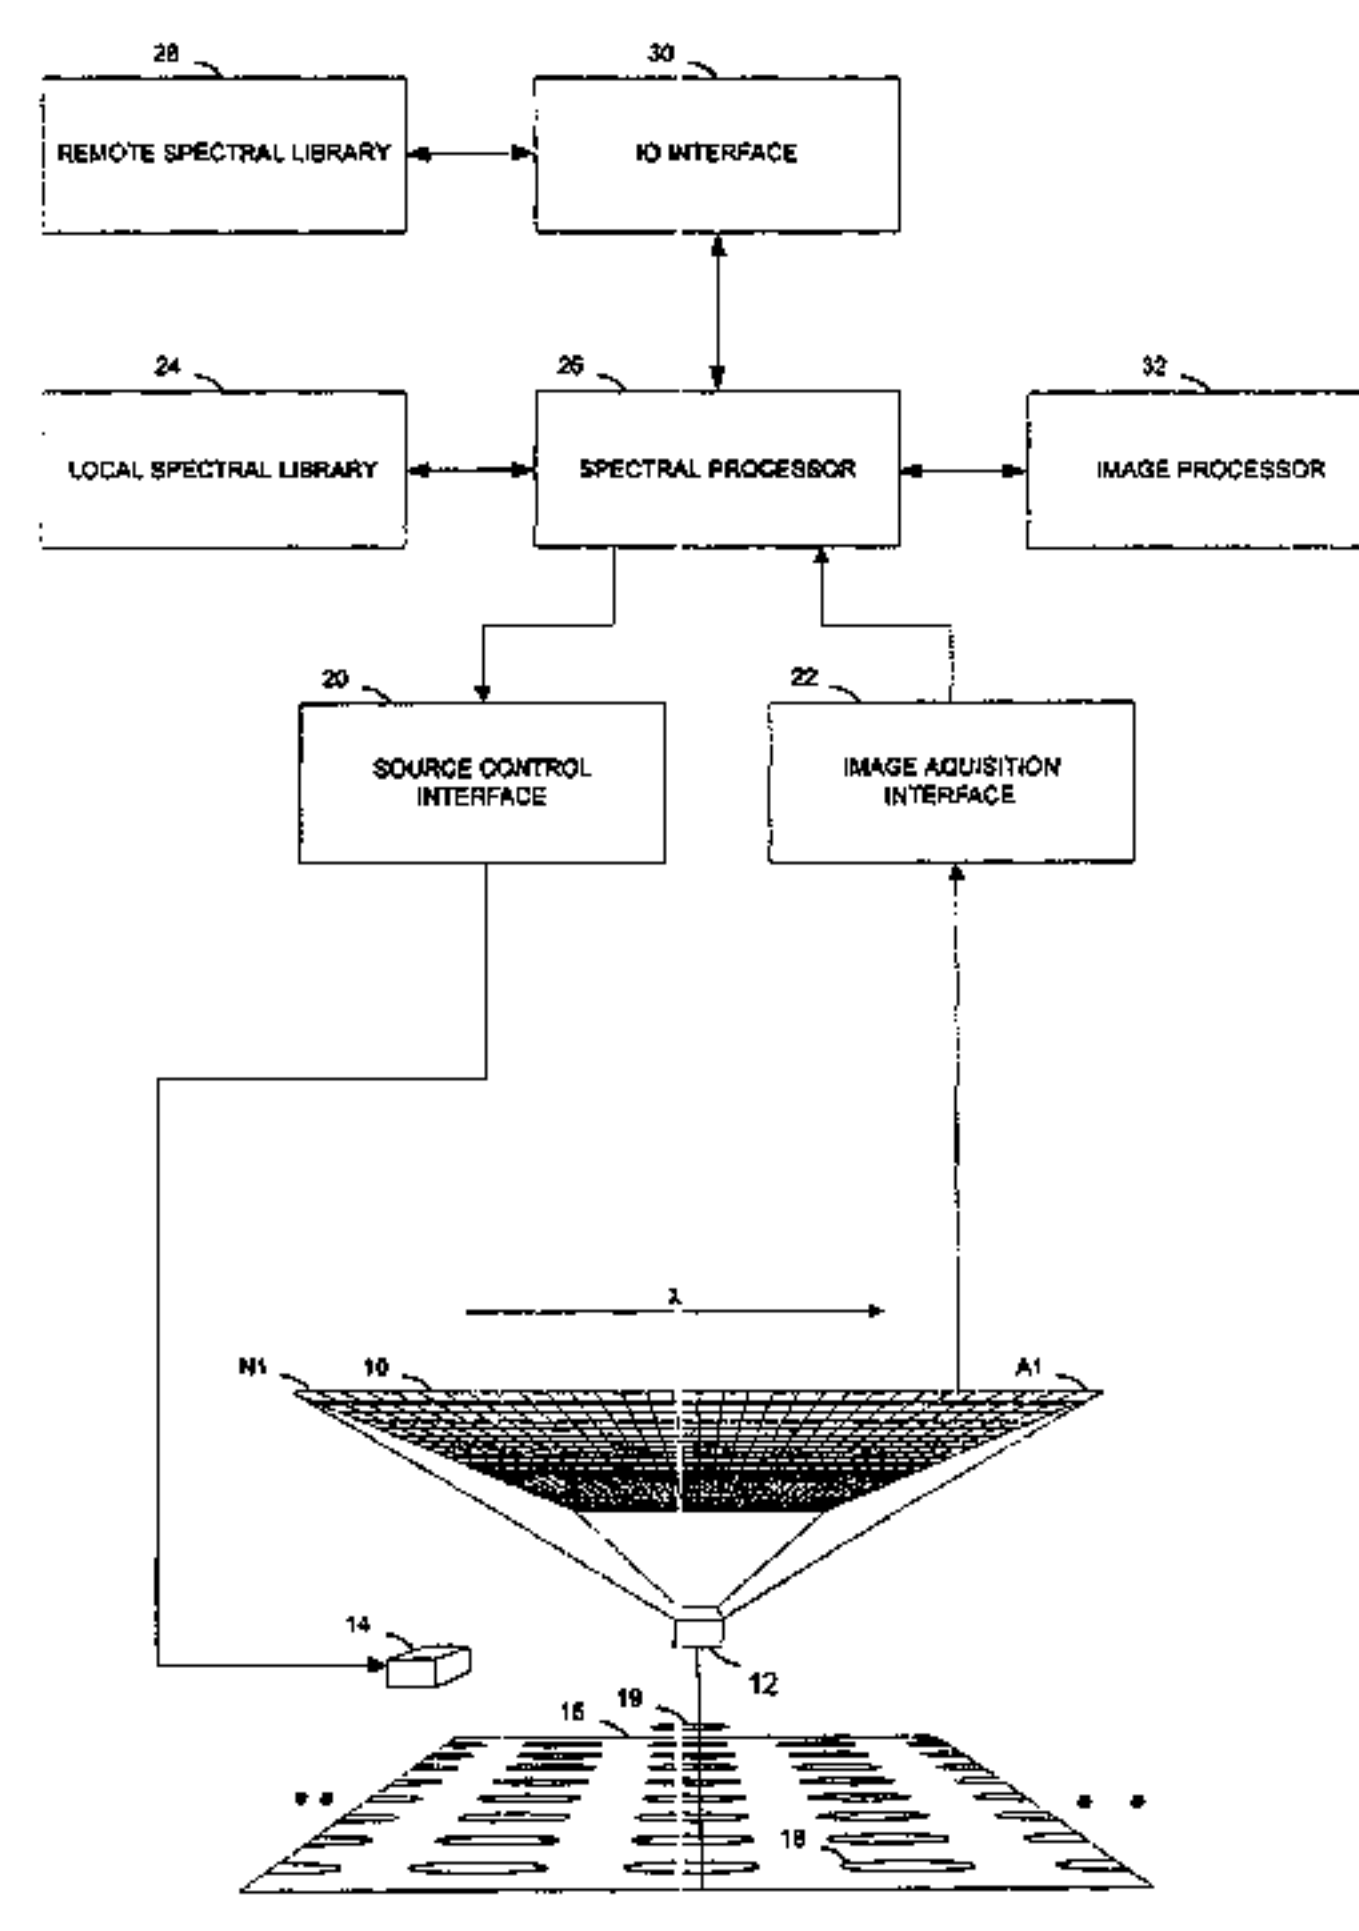 28
30
REMOTE SPECTRAL LIBRARY
IO INTERFACE
24
26
32
LOCAL SPECTRAL LIBRARY
SPECTRAL PROCESSOR
IMAGE PROCESSOR
20
22
SOURCE CONTROL
INTERFACE
IMAGE AQUISITION
INTERFACE
λ
N1
10
A1
14
12
19
16
18